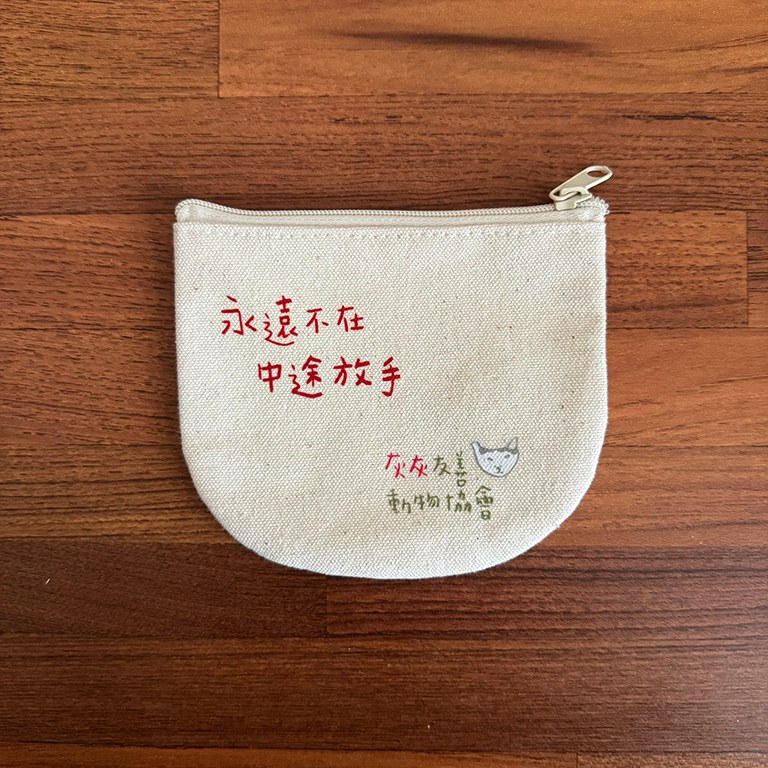 永遠不在
中途放手
灰灰友善
動物協會